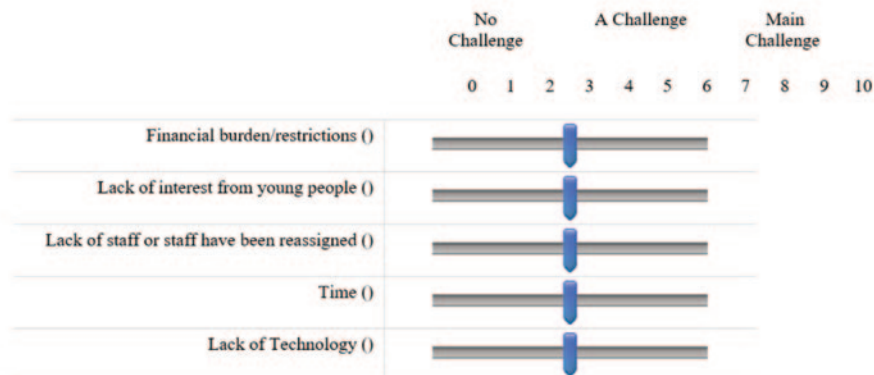 No Challenge A Challenge Main Challenge
0 1 2 3 4 5 6 7 8 9 10
Financial burden/restrictions ()
Lack of interest from young people ()
Lack of staff or staff have been reassigned ()
Time ()
Lack of Technology ()